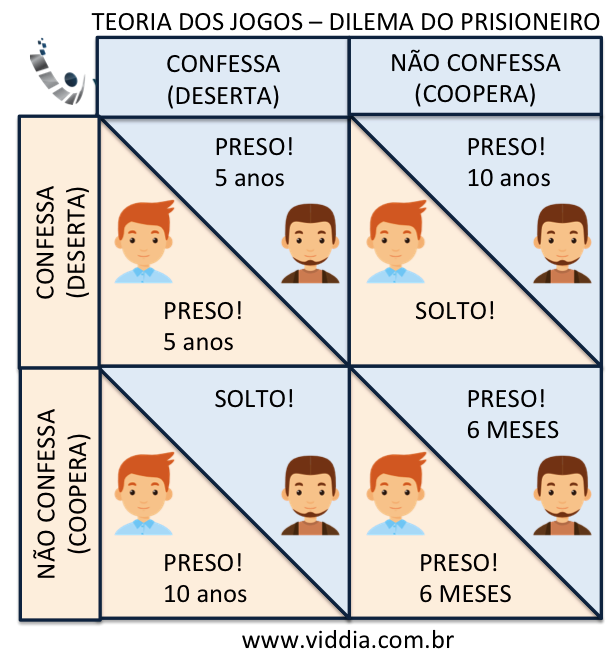 TEORIA DOS JOGOS – DILEMA DO PRISIONEIRO
CONFESSA
(DESERTA)
NÃO CONFESSA
(COOPERA)
CONFESSA
(DESERTA)
PRESO!
5 anos
PRESO!
5 anos
PRESO!
10 anos
SOLTO!
NÃO CONFESSA
(COOPERA)
SOLTO!
PRESO!
10 anos
PRESO!
6 MESES
PRESO!
6 MESES
www.viddia.com.br